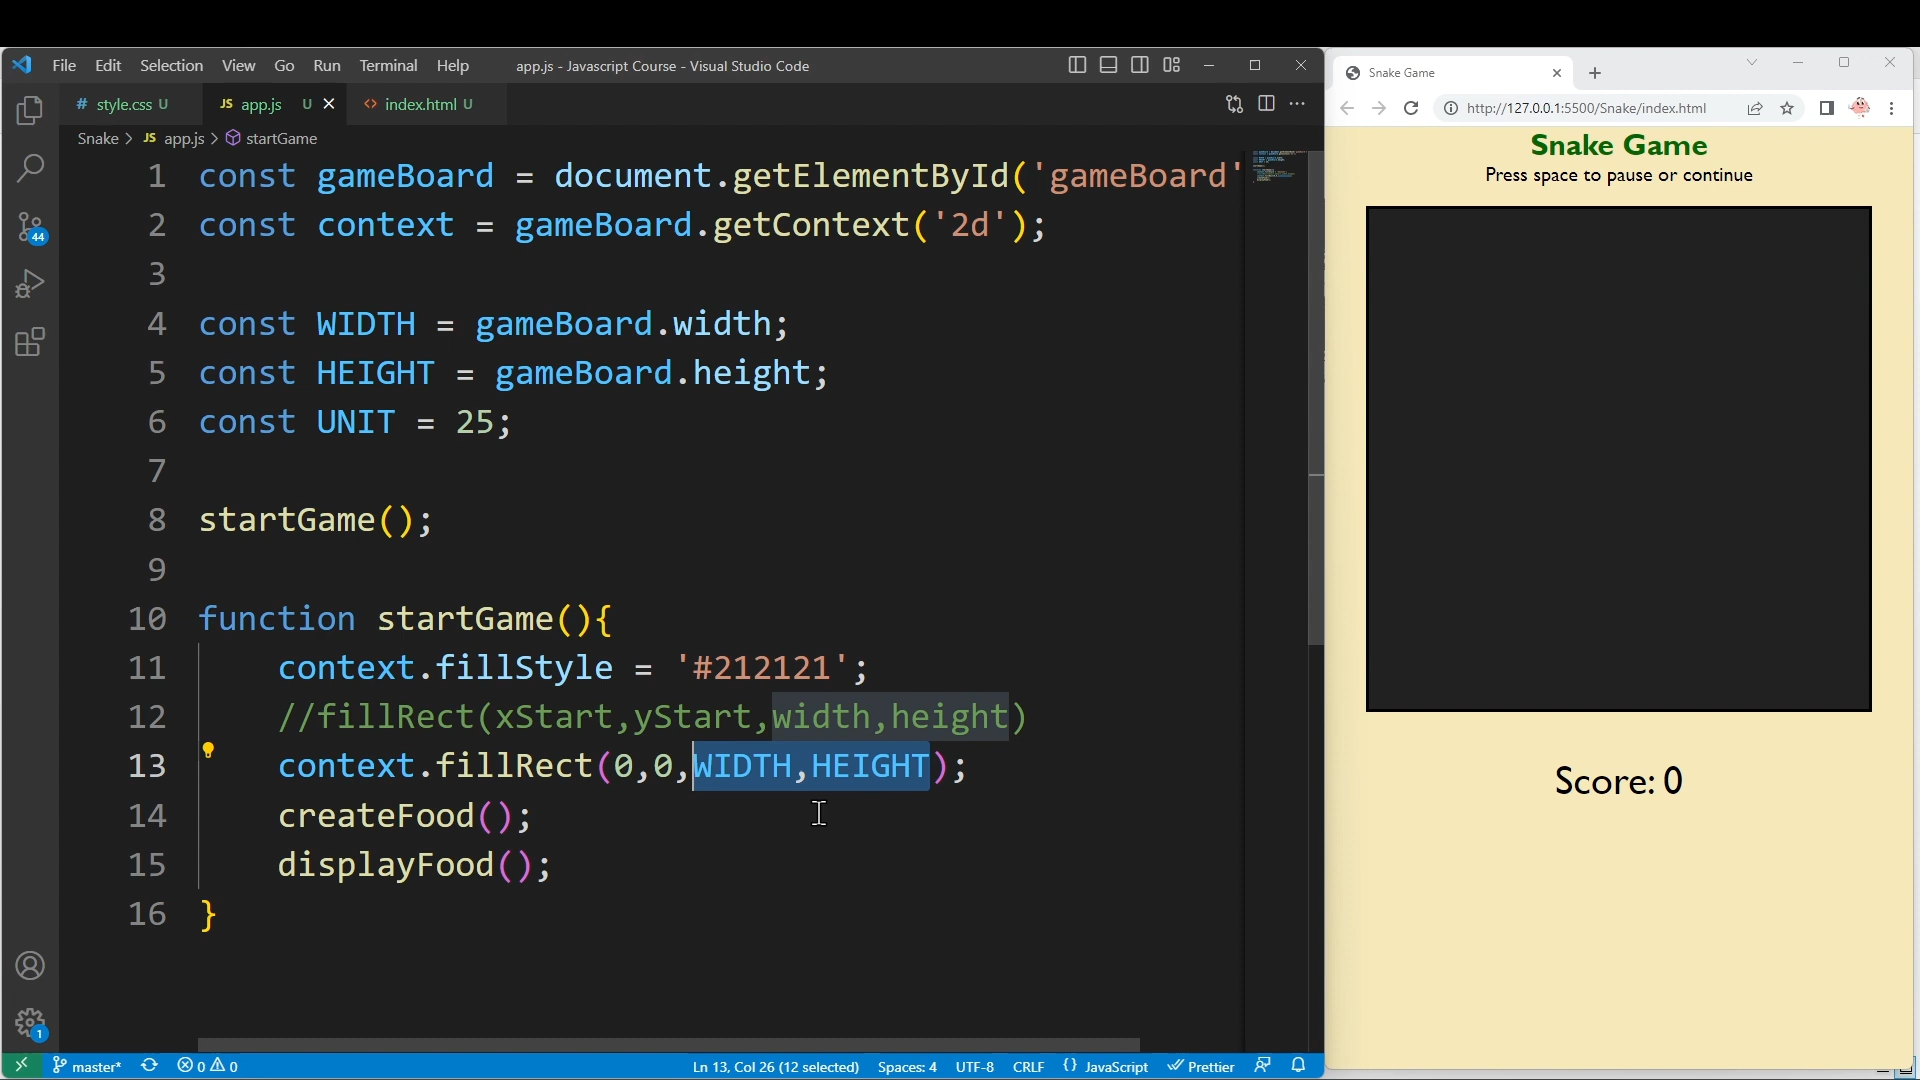 File Edit Selection View Go Run Terminal Help app.js - Javascript Course - Visual Studio Code
# style.css U JS app.js U <> index.html U
Snake > JS app.js > startGame
1 const gameBoard = document.getElementById('gameBoard'
2 const context = gameBoard.getContext('2d');
3
4 const WIDTH = gameBoard.width;
5 const HEIGHT = gameBoard.height;
6 const UNIT = 25;
7
8 startGame();
9
10 function startGame(){
11 context.fillStyle = '#212121';
12 //fillRect(xStart,yStart,width,height)
13 context.fillRect(0,0,WIDTH,HEIGHT);
14 createFood();
15 displayFood();
16 }
44
1
master* 0 0 Ln 13, Col 26 (12 selected) Spaces: 4 UTF-8 CRLF {} JavaScript Prettier
Snake Game
http://127.0.0.1:5500/Snake/index.html
Snake Game
Press space to pause or continue
Score: 0